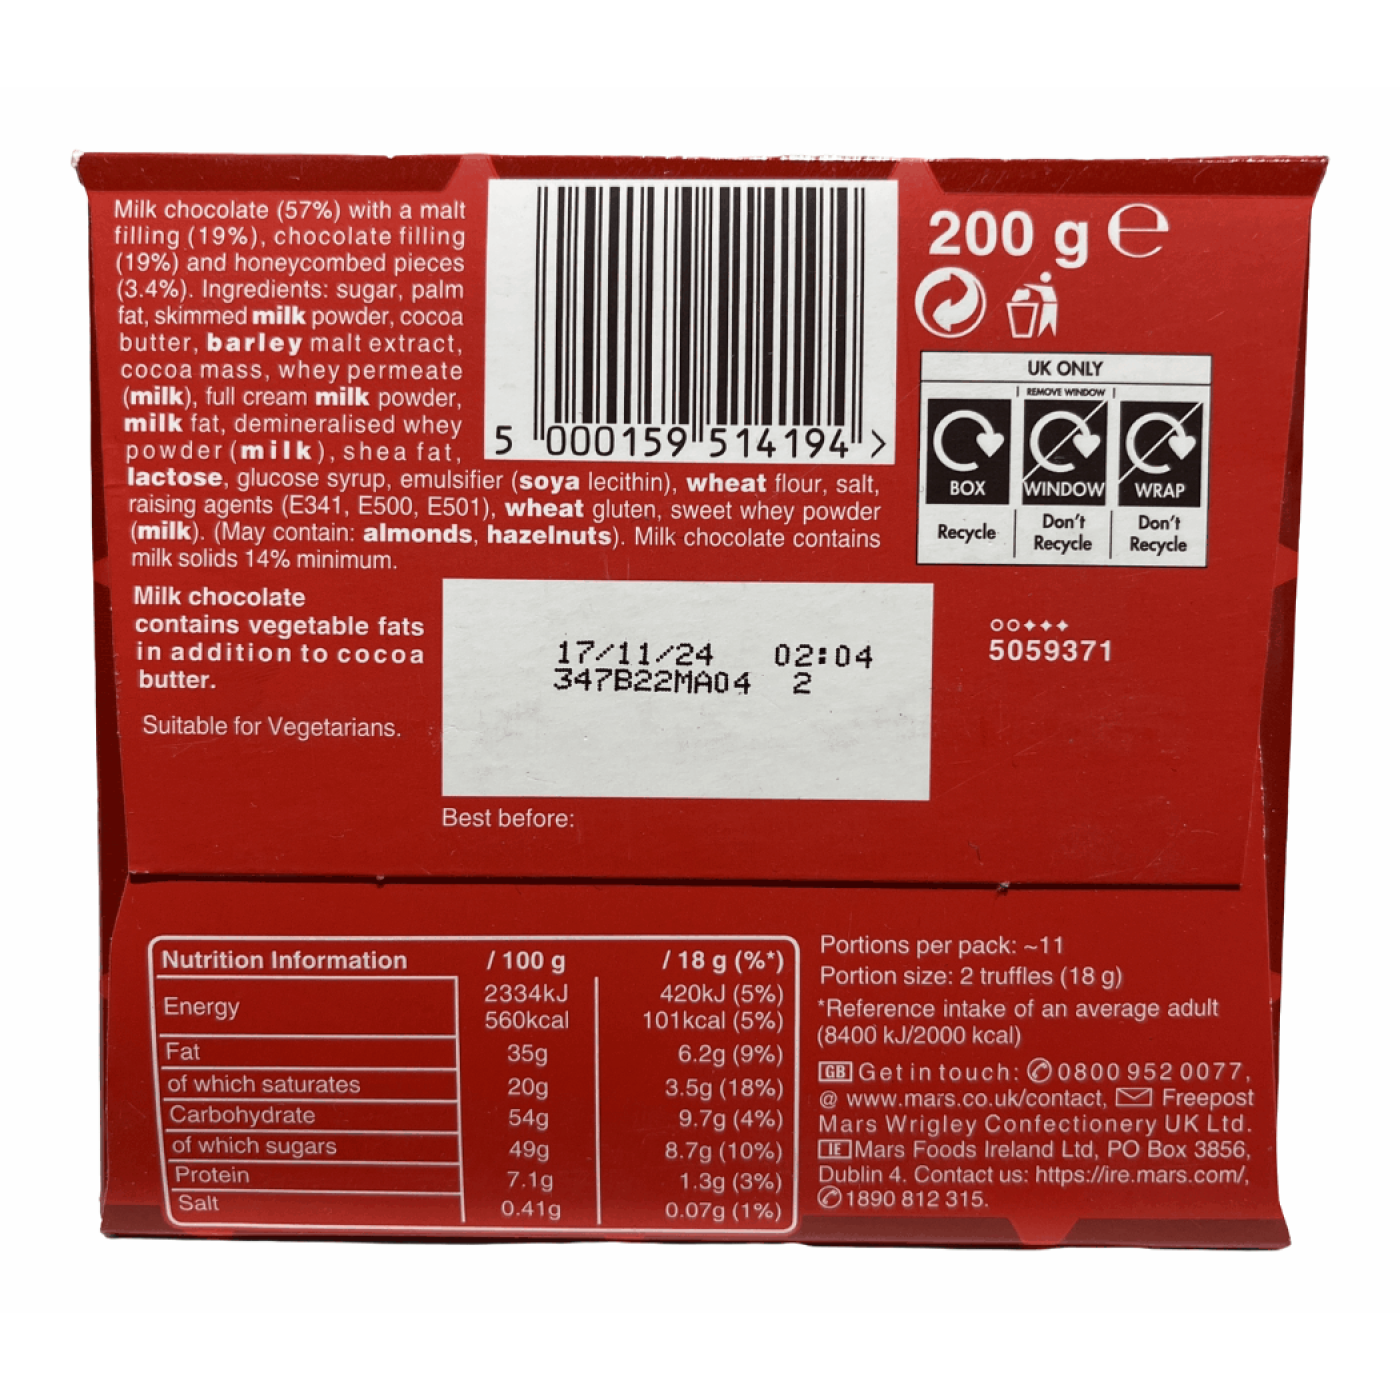 Milk chocolate (57%) with a malt
filling (19%), chocolate filling
(19%) and honeycombed pieces
(3.4%). Ingredients: sugar, palm
fat, skimmed milk powder, cocoa
butter, barley malt extract,
cocoa mass, whey permeate
(milk), full cream milk powder,
milk fat, demineralised whey
powder (milk), shea fat,
lactose, glucose syrup, emulsifier (soya lecithin), wheat flour, salt,
raising agents (E341, E500, E501), wheat gluten, sweet whey powder
(milk). (May contain: almonds, hazelnuts). Milk chocolate contains
milk solids 14% minimum.
Milk chocolate
contains vegetable fats
in addition to cocoa
butter.
Suitable for Vegetarians.
5 000159 514194 >
200 g e
UK ONLY
REMOVE WINDOW
BOX WINDOW WRAP
Recycle Don't Recycle Don't Recycle
17/11/24 02:04
347B22MA04 2
Best before:
5059371
Nutrition Information / 100 g / 18 g (%*)
Energy 2334kJ 420kJ (5%)
560kcal 101kcal (5%)
Fat 35g 6.2g (9%)
of which saturates 20g 3.5g (18%)
Carbohydrate 54g 9.7g (4%)
of which sugars 49g 8.7g (10%)
Protein 7.1g 1.3g (3%)
Salt 0.41g 0.07g (1%)
Portions per pack: ~11
Portion size: 2 truffles (18 g)
*Reference intake of an average adult
(8400 kJ/2000 kcal)
GB Get in touch: 0800 952 0077,
@ www.mars.co.uk/contact, Freepost
Mars Wrigley Confectionery UK Ltd.
IE Mars Foods Ireland Ltd, PO Box 3856,
Dublin 4. Contact us: https://ire.mars.com/,
1890 812 315.